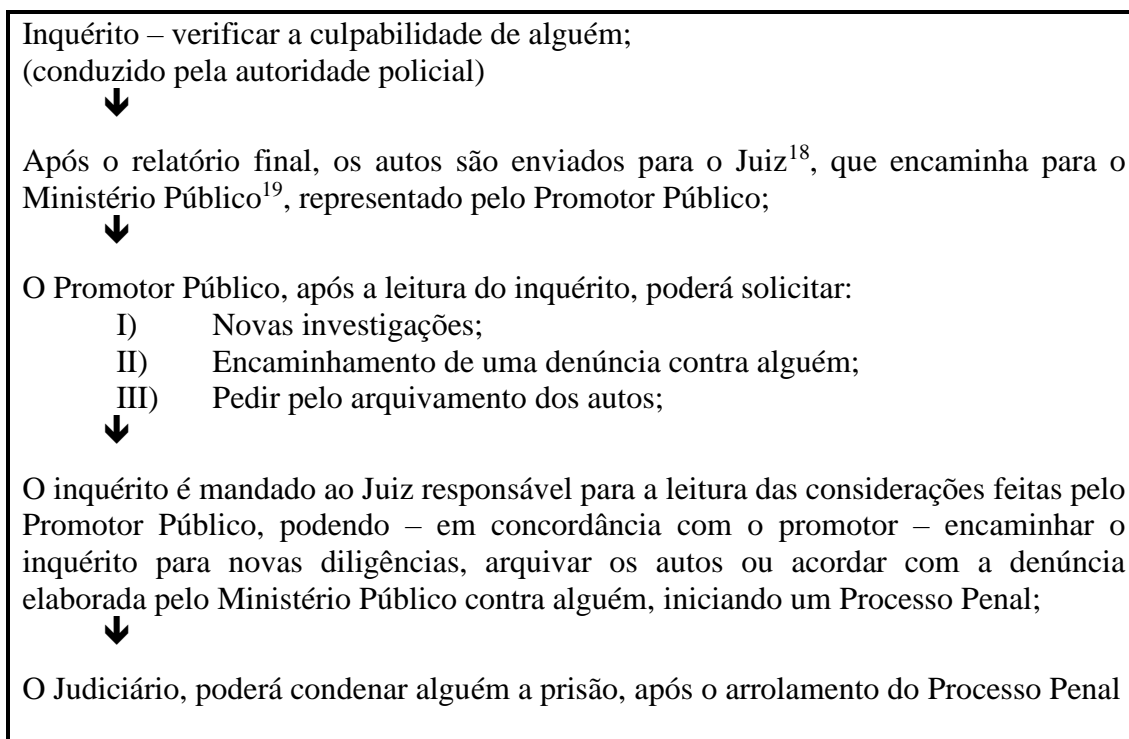 Inquérito – verificar a culpabilidade de alguém;
(conduzido pela autoridade policial)
Após o relatório final, os autos são enviados para o Juiz18, que encaminha para o
Ministério Público19, representado pelo Promotor Público;
O Promotor Público, após a leitura do inquérito, poderá solicitar:
I) Novas investigações;
II) Encaminhamento de uma denúncia contra alguém;
III) Pedir pelo arquivamento dos autos;
O inquérito é mandado ao Juiz responsável para a leitura das considerações feitas pelo
Promotor Público, podendo – em concordância com o promotor – encaminhar o
inquérito para novas diligências, arquivar os autos ou acordar com a denúncia
elaborada pelo Ministério Público contra alguém, iniciando um Processo Penal;
O Judiciário, poderá condenar alguém a prisão, após o arrolamento do Processo Penal